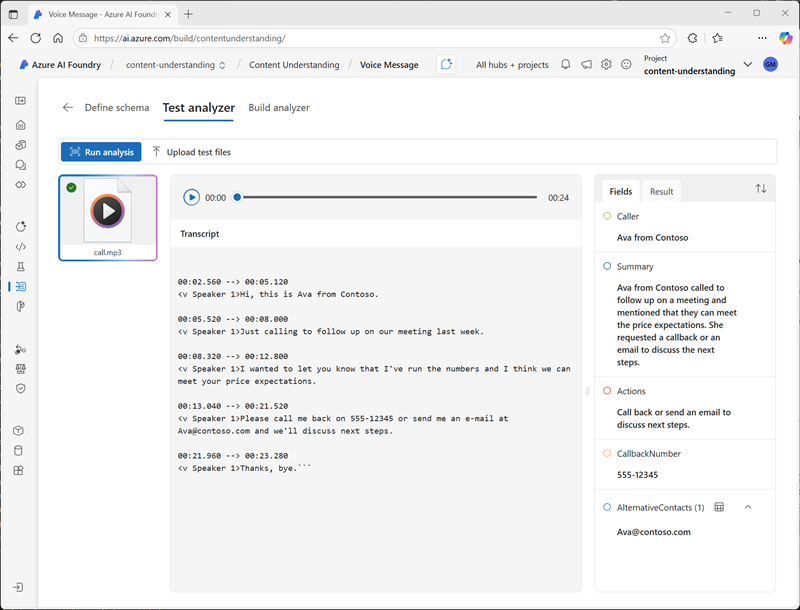 Voice Message - Azure AI Foundr
https://ai.azure.com/build/contentunderstanding/
Azure AI Foundry / content-understanding / Content Understanding / Voice Message
All hubs + projects
Project
content-understanding
GM
Define schema Test analyzer Build analyzer
Run analysis Upload test files
call.mp3
00:00 00:24
Transcript
00:02.560 --> 00:05.120
<v Speaker 1>Hi, this is Ava from Contoso.
00:05.520 --> 00:08.000
<v Speaker 1>Just calling to follow up on our meeting last week.
00:08.320 --> 00:12.800
<v Speaker 1>I wanted to let you know that I've run the numbers and I think we can
meet your price expectations.
00:13.040 --> 00:21.520
<v Speaker 1>Please call me back on 555-12345 or send me an e-mail at
Ava@contoso.com and we'll discuss next steps.
00:21.960 --> 00:23.280
<v Speaker 1>Thanks, bye.```
Fields Result
Caller
Ava from Contoso
Summary
Ava from Contoso called to
follow up on a meeting and
mentioned that they can meet
the price expectations. She
requested a callback or an
email to discuss the next
steps.
Actions
Call back or send an email to
discuss next steps.
CallbackNumber
555-12345
AlternativeContacts (1)
Ava@contoso.com